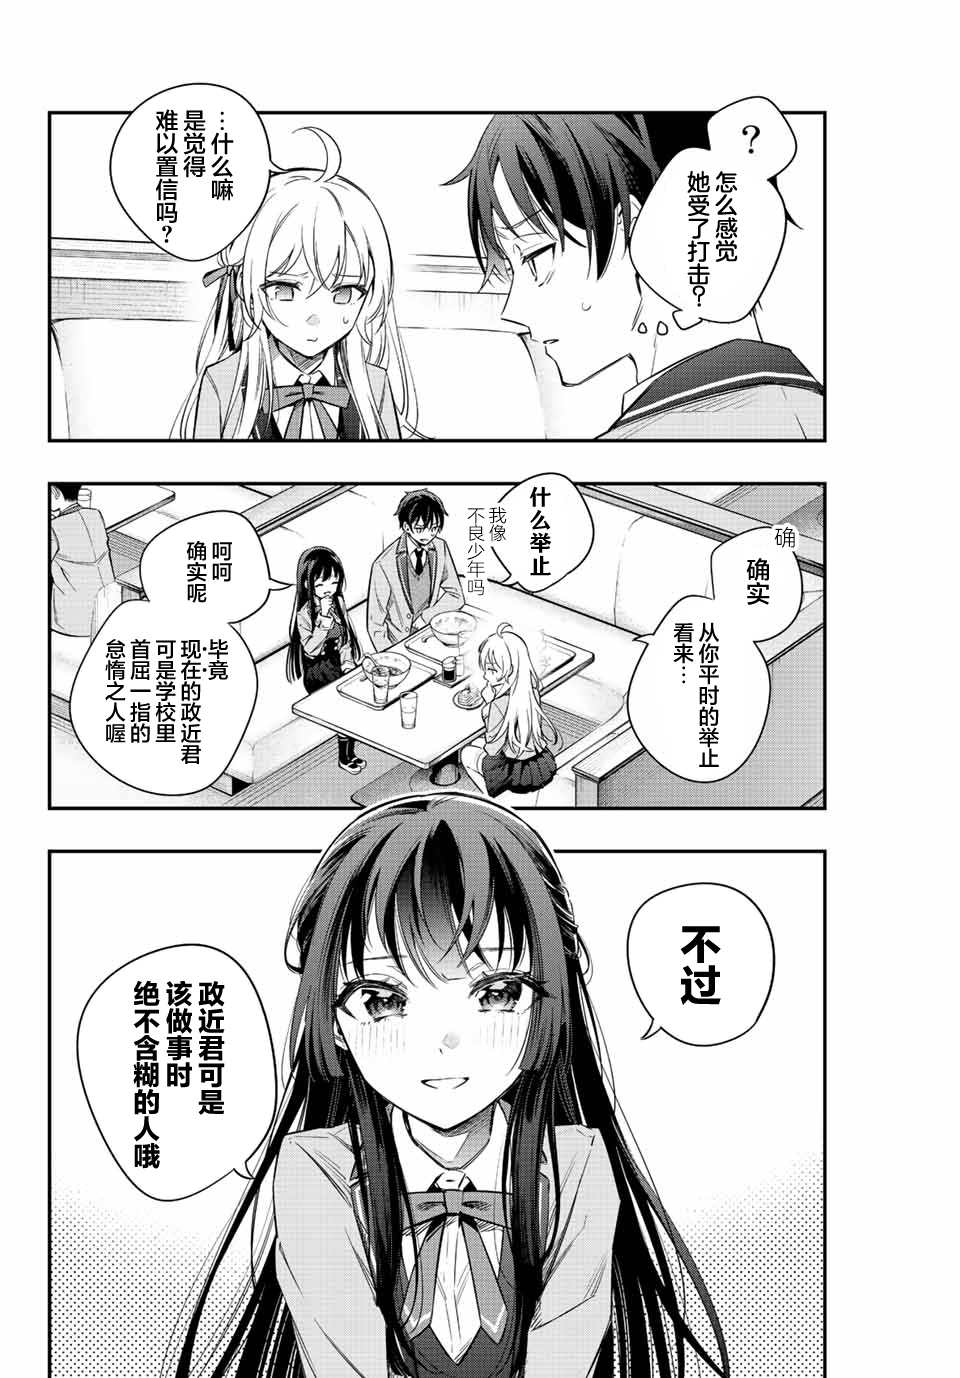 ？
怎么感觉
她受了打击？
…什么嘛
是觉得
难以置信吗？
确
确实
从你平时的举止
看来…
什么举止
我像
不良少年吗
呵呵
确实呢
毕竟
现在的政近君
可是学校里
首屈一指的
怠惰之人喔
不过
政近君可是
该做事时
绝不含糊的人哦